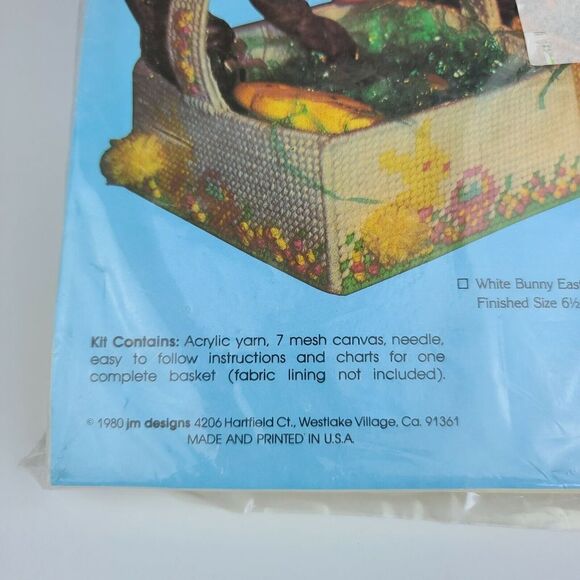 ☐ White Bunny East
Finished Size 6½
Kit Contains: Acrylic yarn, 7 mesh canvas, needle,
easy to follow instructions and charts for one
complete basket (fabric lining not included).
© 1980 jm designs 4206 Hartfield Ct., Westlake Village, Ca. 91361
MADE AND PRINTED IN U.S.A.